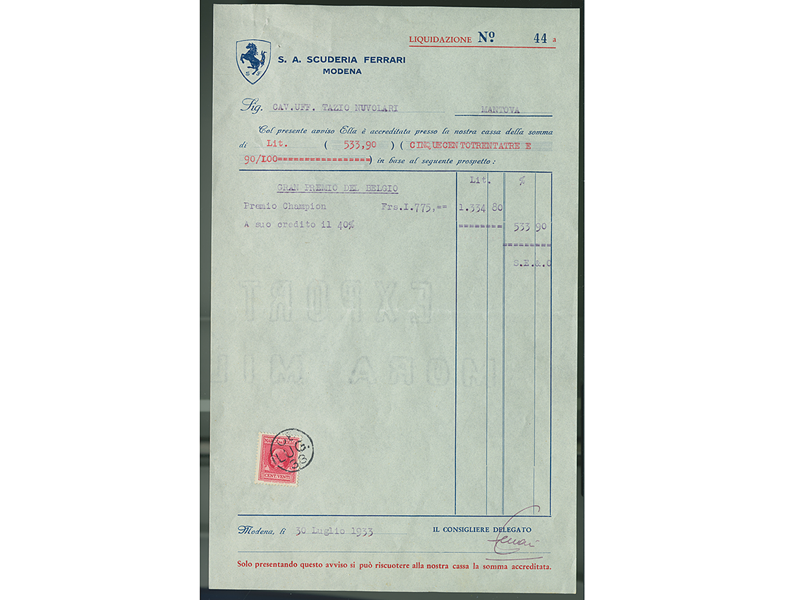 LIQUIDAZIONE Nº 44 a
S. A. SCUDERIA FERRARI
MODENA
S F
Sig. CAV.UFF. TAZIO NUVOLARI MANTOVA
Col presente avviso Ella è accreditata presso la nostra cassa della somma
di Lit. ( 533,90 ) ( CINQUECENTOTRENTATRE E
90/100=================) in base al seguente prospetto :
Lit. %
GRAN PREMIO DEL BELGIO
Premio Champion Frs.I.775,== 1.334 80
A suo credito il 40% ======== 533 90
=========
S.E.&O
EXPORT
MORA MIL
Modena, li 30 Luglio 1933 IL CONSIGLIERE DELEGATO
Ferrari
Solo presentando questo avviso si può riscuotere alla nostra cassa la somma accreditata.